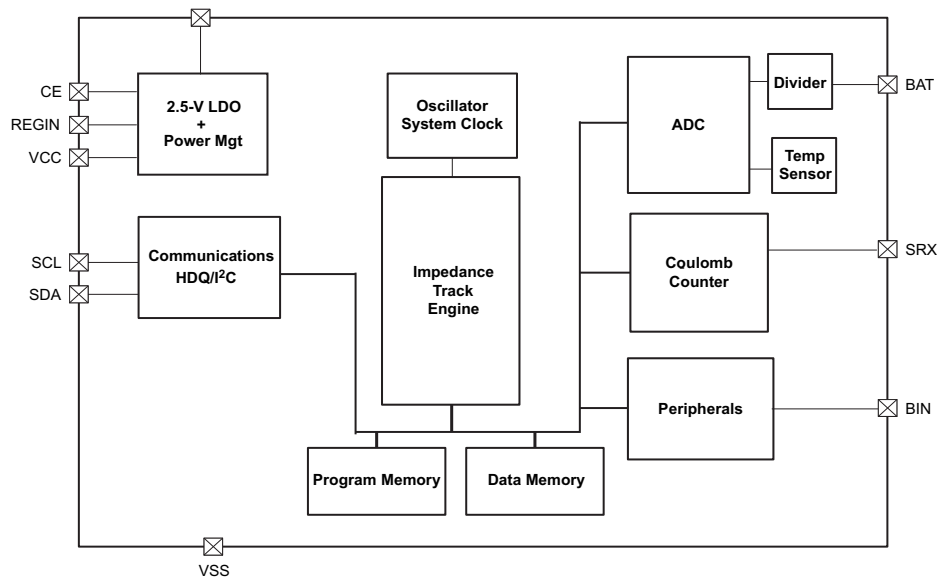 CE
REGIN
VCC
2.5-V LDO
+
Power Mgt
Oscillator
System Clock
ADC
Divider
BAT
Temp
Sensor
SCL
SDA
Communications
HDQ/I²C
Impedance
Track
Engine
Coulomb
Counter
SRX
Peripherals
BIN
Program Memory
Data Memory
VSS